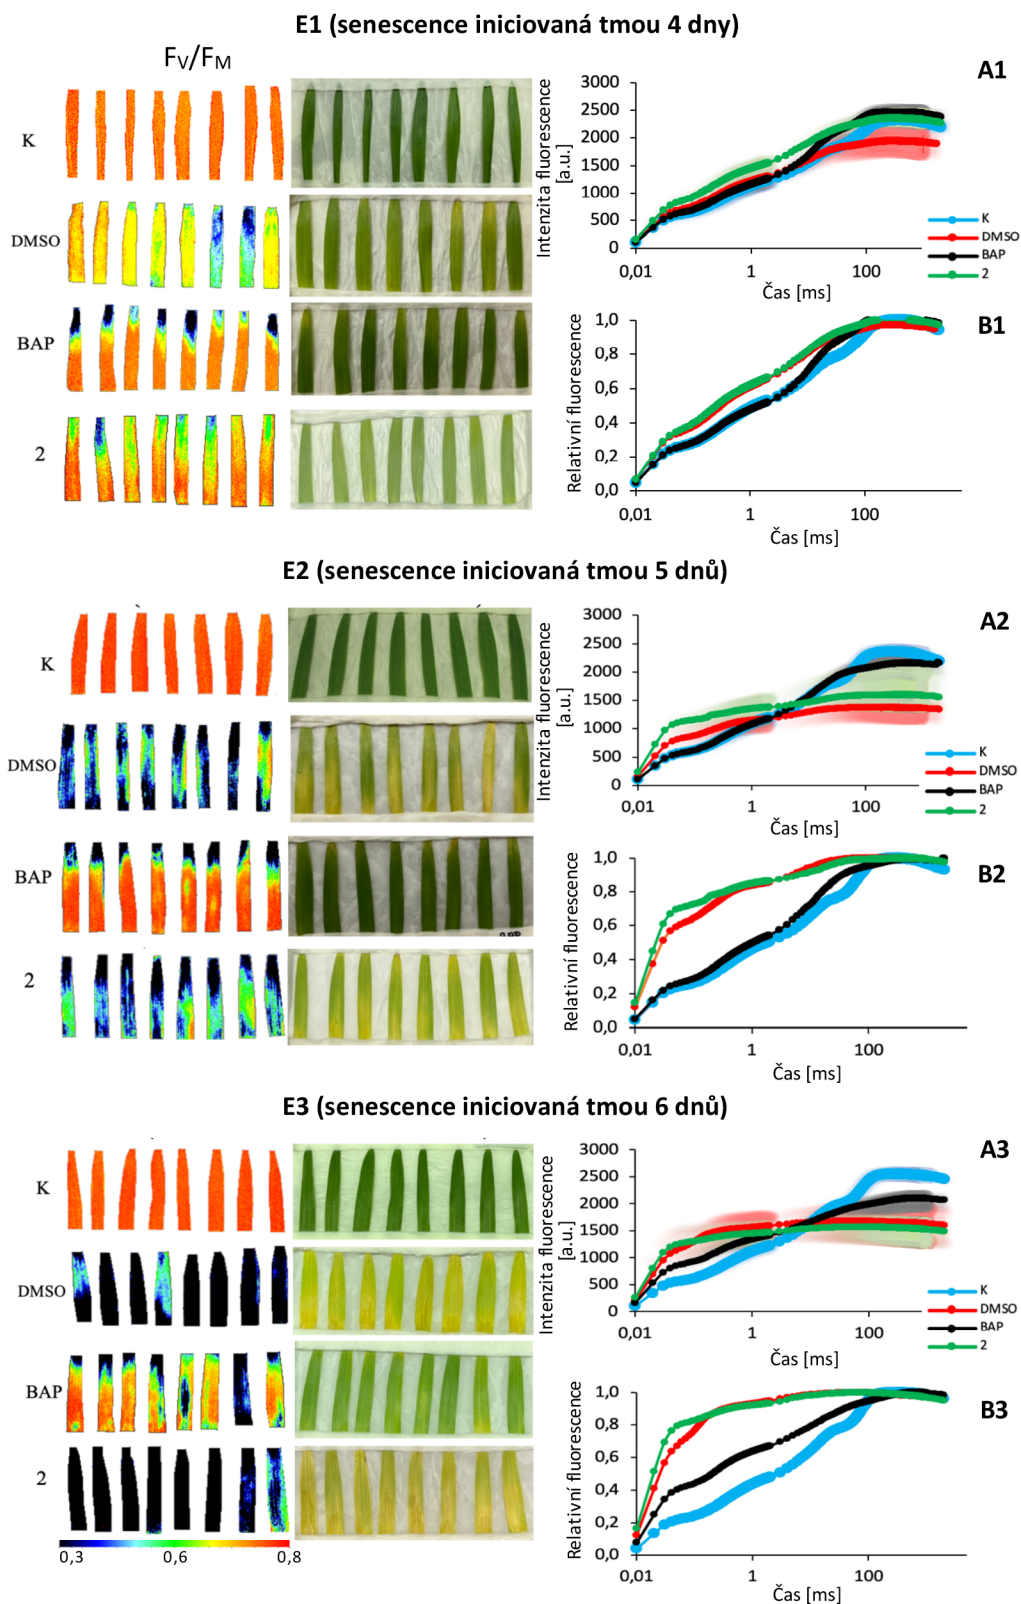 E1 (senescence iniciovaná tmou 4 dny)
FV/FM
K
DMSO
BAP
2
Intenzita fluorescence
[a.u.]
3000
2500
2000
1500
1000
500
0
0,01
1
100
Čas [ms]
K
DMSO
BAP
2
A1
Relativní fluorescence
1,0
0,8
0,6
0,4
0,2
0,0
0,01
1
100
Čas [ms]
B1
E2 (senescence iniciovaná tmou 5 dnů)
K
DMSO
BAP
2
Intenzita fluorescence
[a.u.]
3000
2500
2000
1500
1000
500
0
0,01
1
100
Čas [ms]
K
DMSO
BAP
2
A2
Relativní fluorescence
1,0
0,8
0,6
0,4
0,2
0,0
0,01
1
100
Čas [ms]
B2
E3 (senescence iniciovaná tmou 6 dnů)
K
DMSO
BAP
2
0,3
0,6
0,8
Intenzita fluorescence
[a.u.]
3000
2500
2000
1500
1000
500
0
0,01
1
100
Čas [ms]
K
DMSO
BAP
2
A3
Relativní fluorescence
1,0
0,8
0,6
0,4
0,2
0,0
0,01
1
100
Čas [ms]
B3